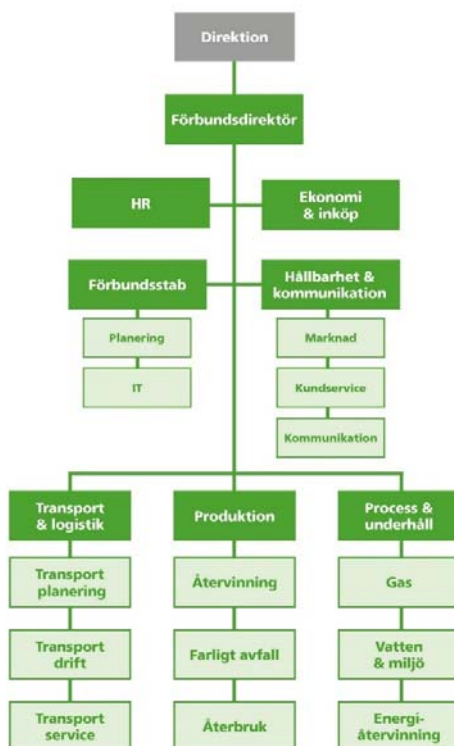 Direktion
Förbundsdirektör
HR
Ekonomi
& inköp
Förbundsstab
Hållbarhet &
kommunikation
Planering
Marknad
IT
Kundservice
Kommunikation
Transport
& logistik
Produktion
Process &
underhåll
Transport
planering
Återvinning
Gas
Transport
drift
Farligt avfall
Vatten
& miljö
Transport
service
Återbruk
Energi-
återvinning